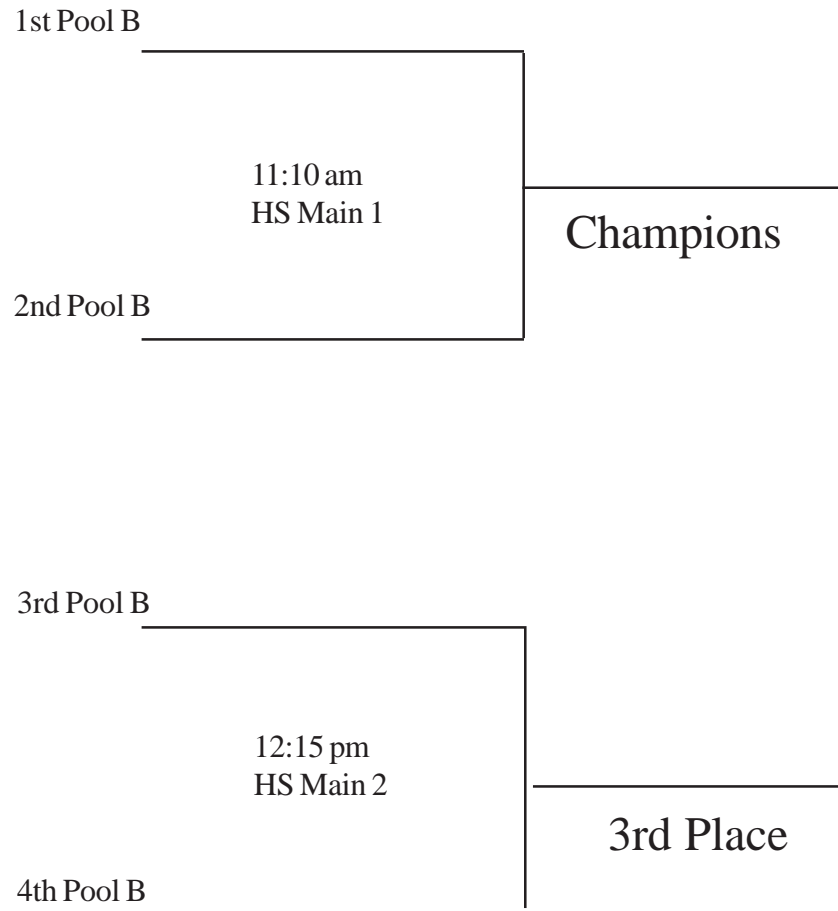 1st Pool B
11:10 am
HS Main 1
Champions
2nd Pool B
3rd Pool B
12:15 pm
HS Main 2
3rd Place
4th Pool B